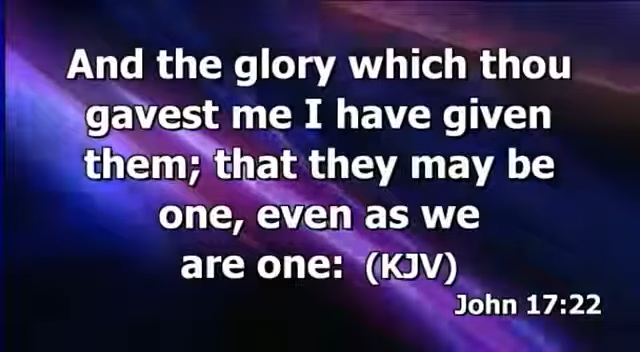 And the glory which thou
gavest me I have given
them; that they may be
one, even as we
are one: (KJV)
John 17:22